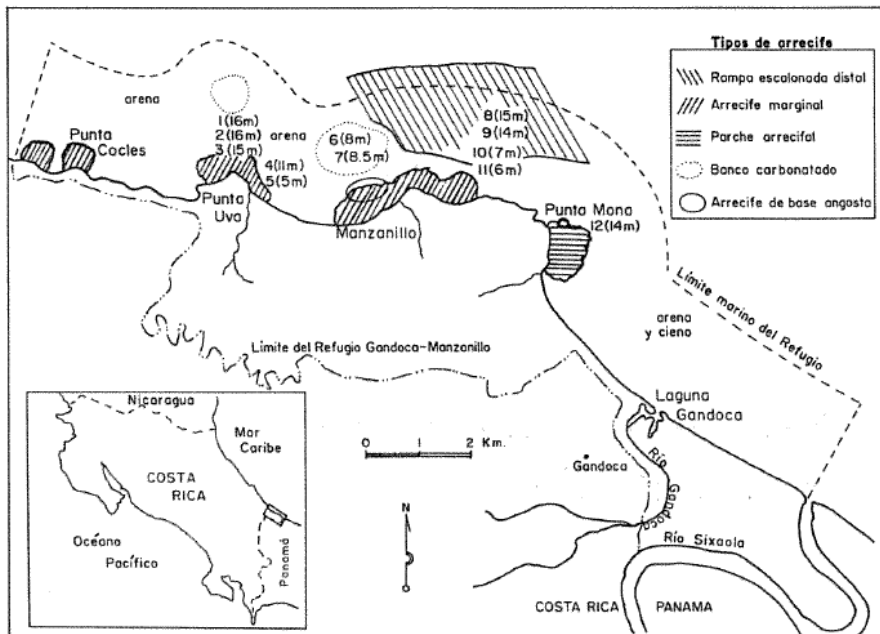 Tipos de arrecife
Rampa escalonada distal
Arrecife marginal
Parche arrecifal
Banco carbonatado
Arrecife de base angosta
arena
Punta
Cocles
1(16m)
2(16m) arena
3(15m)
4(11m)
5(5m)
Punta
Uva
6(8m)
7(8.5m)
8(15m)
9(14m)
10(7m)
11(6m)
Manzanillo
Punta Mona
12(14m)
Límite marino del Refugio
arena
y cieno
Límite del Refugio Gandoca-Manzanillo
Laguna
Gandoca
Gandoca
Río
Gandoca
Río Sixaola
COSTA RICA
PANAMA
0 1 2 Km.
N
Nicaragua
Mar
Caribe
COSTA
RICA
Océano
Pacífico
Panamá